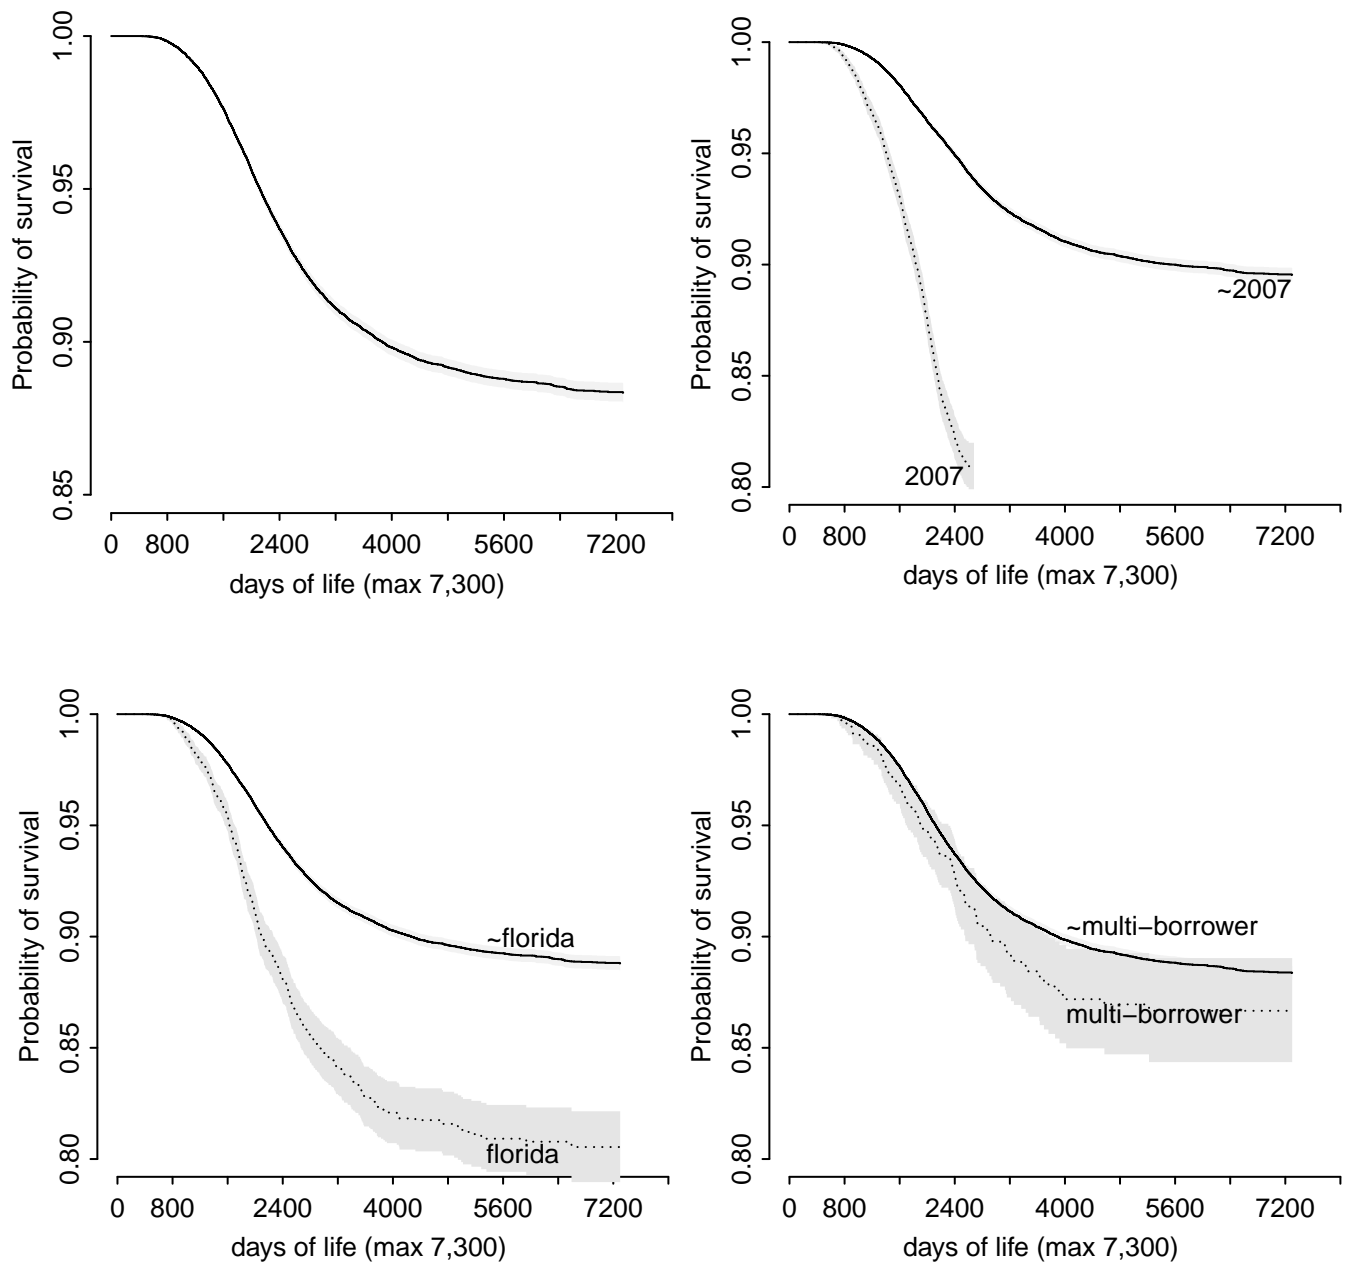 Probability of survival
1.00
0.95
0.90
0.85
0 800 2400 4000 5600 7200
days of life (max 7,300)
Probability of survival
1.00
0.95
0.90
0.85
0.80
~2007
2007
0 800 2400 4000 5600 7200
days of life (max 7,300)
Probability of survival
1.00
0.95
0.90
0.85
0.80
~florida
florida
0 800 2400 4000 5600 7200
days of life (max 7,300)
Probability of survival
1.00
0.95
0.90
0.85
0.80
~multi−borrower
multi−borrower
0 800 2400 4000 5600 7200
days of life (max 7,300)